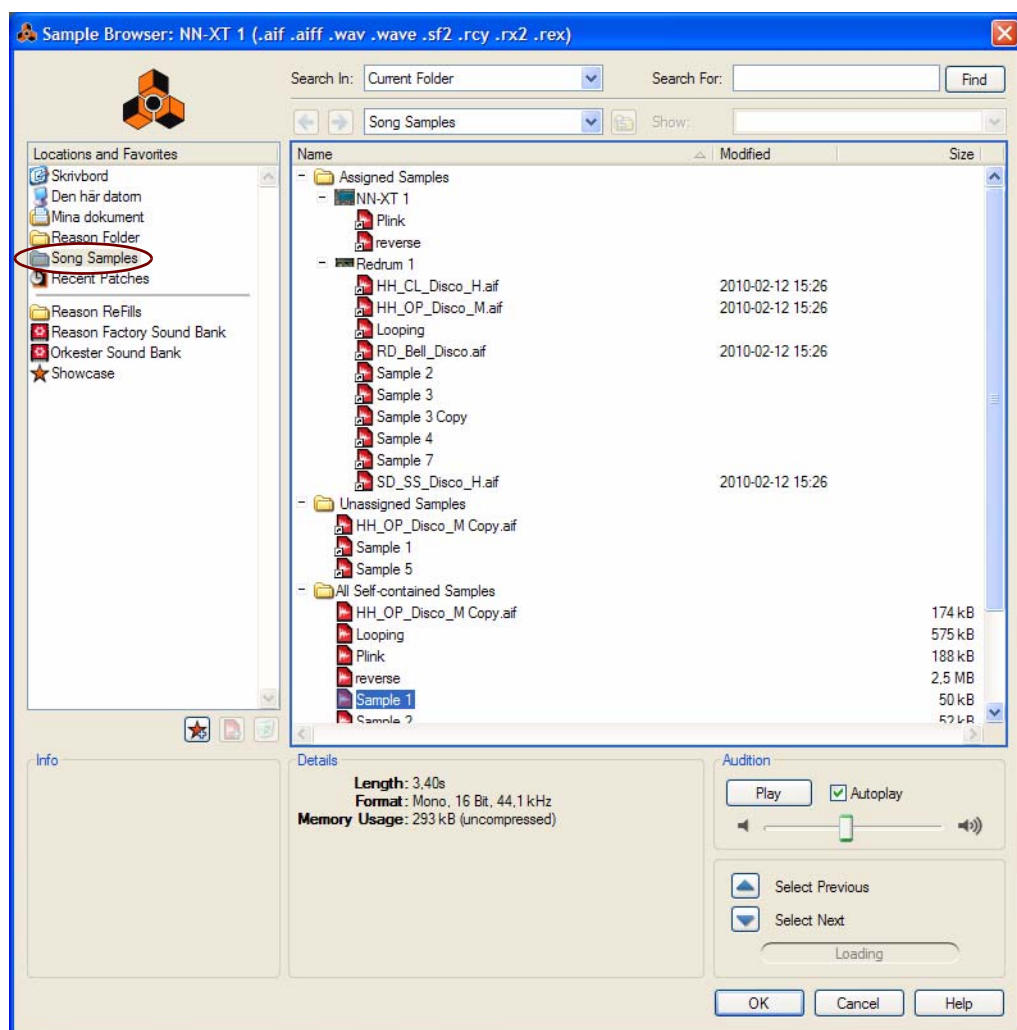 Sample Browser: NN-XT 1 (.aif .aiff .wav .wave .sf2 .rcy .rx2 .rex)
Search In: Current Folder Search For: Find
Song Samples Show:
Locations and Favorites
Skrivbord
Den här datorn
Mina dokument
Reason Folder
Song Samples
Recent Patches
Reason ReFills
Reason Factory Sound Bank
Orkester Sound Bank
Showcase
Name Modified Size
Assigned Samples
NN-XT 1
Plink
reverse
Redrum 1
HH_CL_Disco_H.aif 2010-02-12 15:26
HH_OP_Disco_M.aif 2010-02-12 15:26
Looping
RD_Bell_Disco.aif 2010-02-12 15:26
Sample 2
Sample 3
Sample 3 Copy
Sample 4
Sample 7
SD_SS_Disco_H.aif 2010-02-12 15:26
Unassigned Samples
HH_OP_Disco_M Copy.aif
Sample 1
Sample 5
All Self-contained Samples
HH_OP_Disco_M Copy.aif 174 kB
Looping 575 kB
Plink 188 kB
reverse 2,5 MB
Sample 1 50 kB
Sample 2 52 kB
Info
Details
Length: 3,40s
Format: Mono, 16 Bit, 44,1 kHz
Memory Usage: 293 kB (uncompressed)
Audition
Play Autoplay
Select Previous
Select Next
Loading
OK Cancel Help